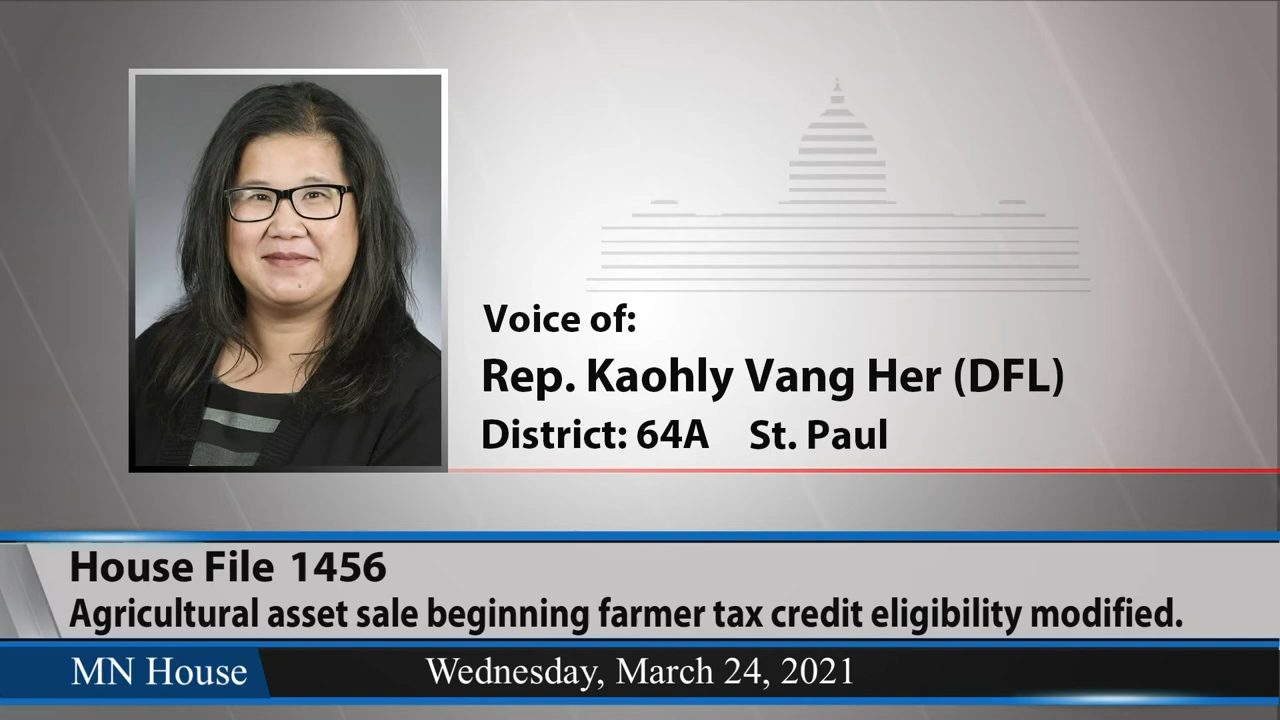 Voice of:
Rep. Kaohly Vang Her (DFL)
District: 64A St. Paul
House File 1456
Agricultural asset sale beginning farmer tax credit eligibility modified.
MN House Wednesday, March 24, 2021